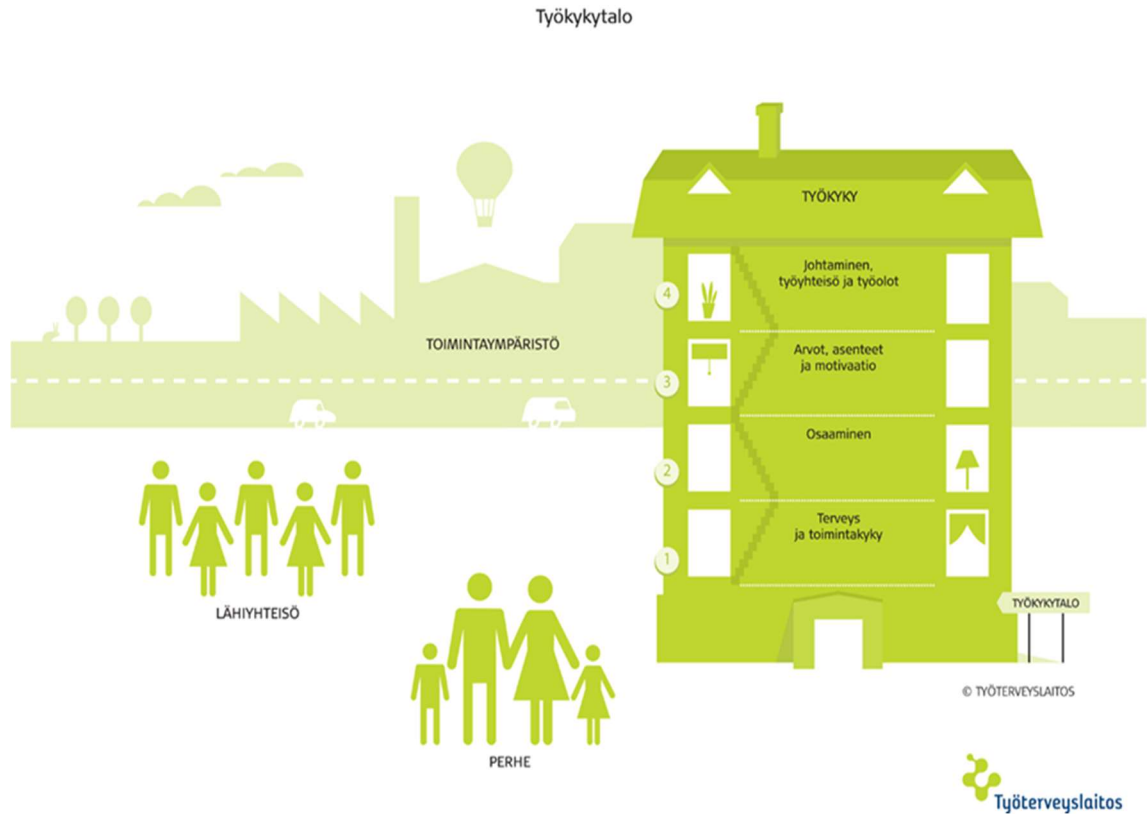 Työkykytalo
TYÖKYKY
4
Johtaminen,
työyhteisö ja työolot
TOIMINTAYMPÄRISTÖ
3
Arvot, asenteet
ja motivaatio
2
Osaaminen
1
Terveys
ja toimintakyky
LÄHIYHTEISÖ
TYÖKYKYTALO
© TYÖTERVEYSLAITOS
PERHE
Työterveyslaitos